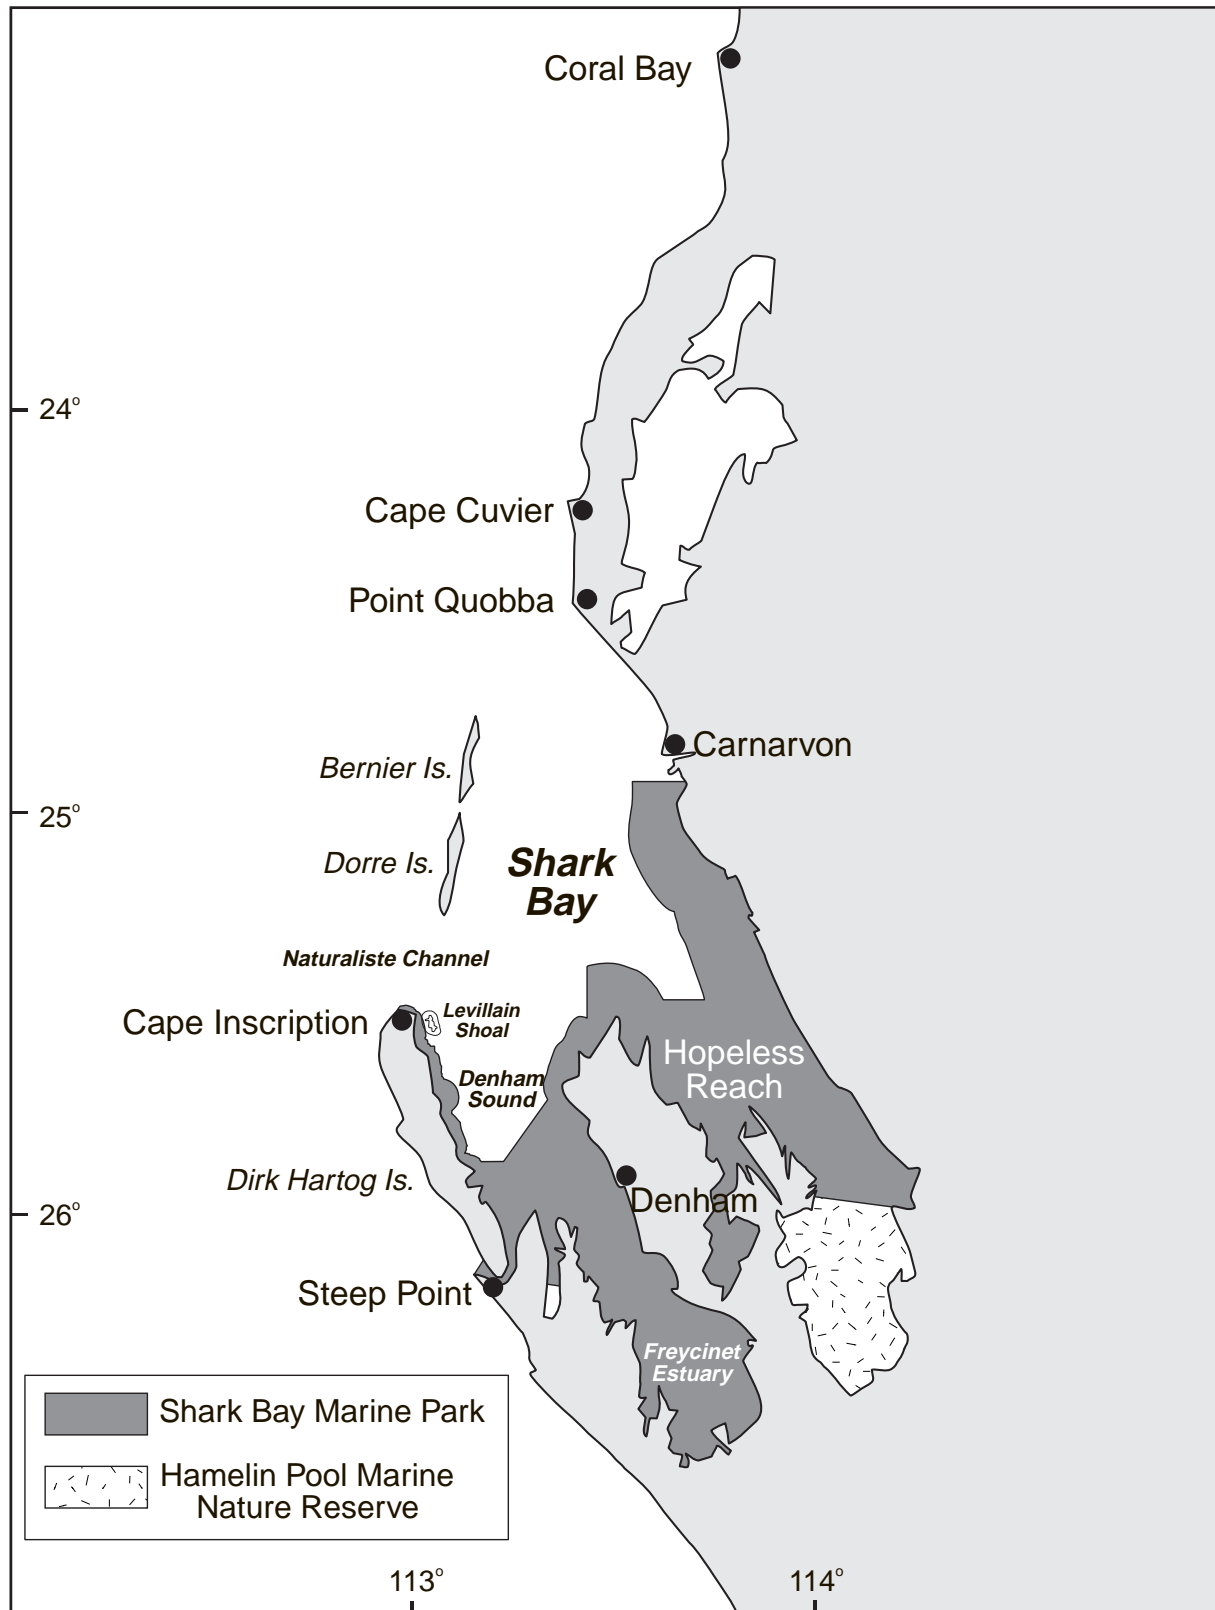 Coral Bay
24°
Cape Cuvier
Point Quobba
Carnarvon
Bernier Is.
25°
Dorre Is.
Shark
Bay
Naturaliste Channel
Cape Inscription
Levillain
Shoal
Hopeless
Reach
Denham
Sound
Dirk Hartog Is.
Denham
26°
Steep Point
Freycinet
Estuary
Shark Bay Marine Park
Hamelin Pool Marine
Nature Reserve
113°
114°